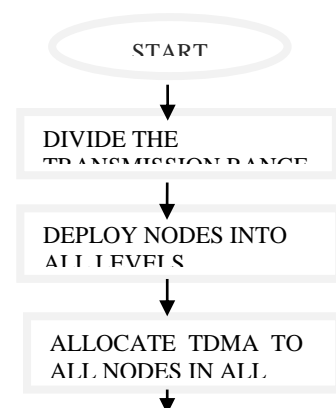 START
DIVIDE THE
TRANSMISSION RANGE
DEPLOY NODES INTO
ALL LEVELS
ALLOCATE TDMA TO
ALL NODES IN ALL